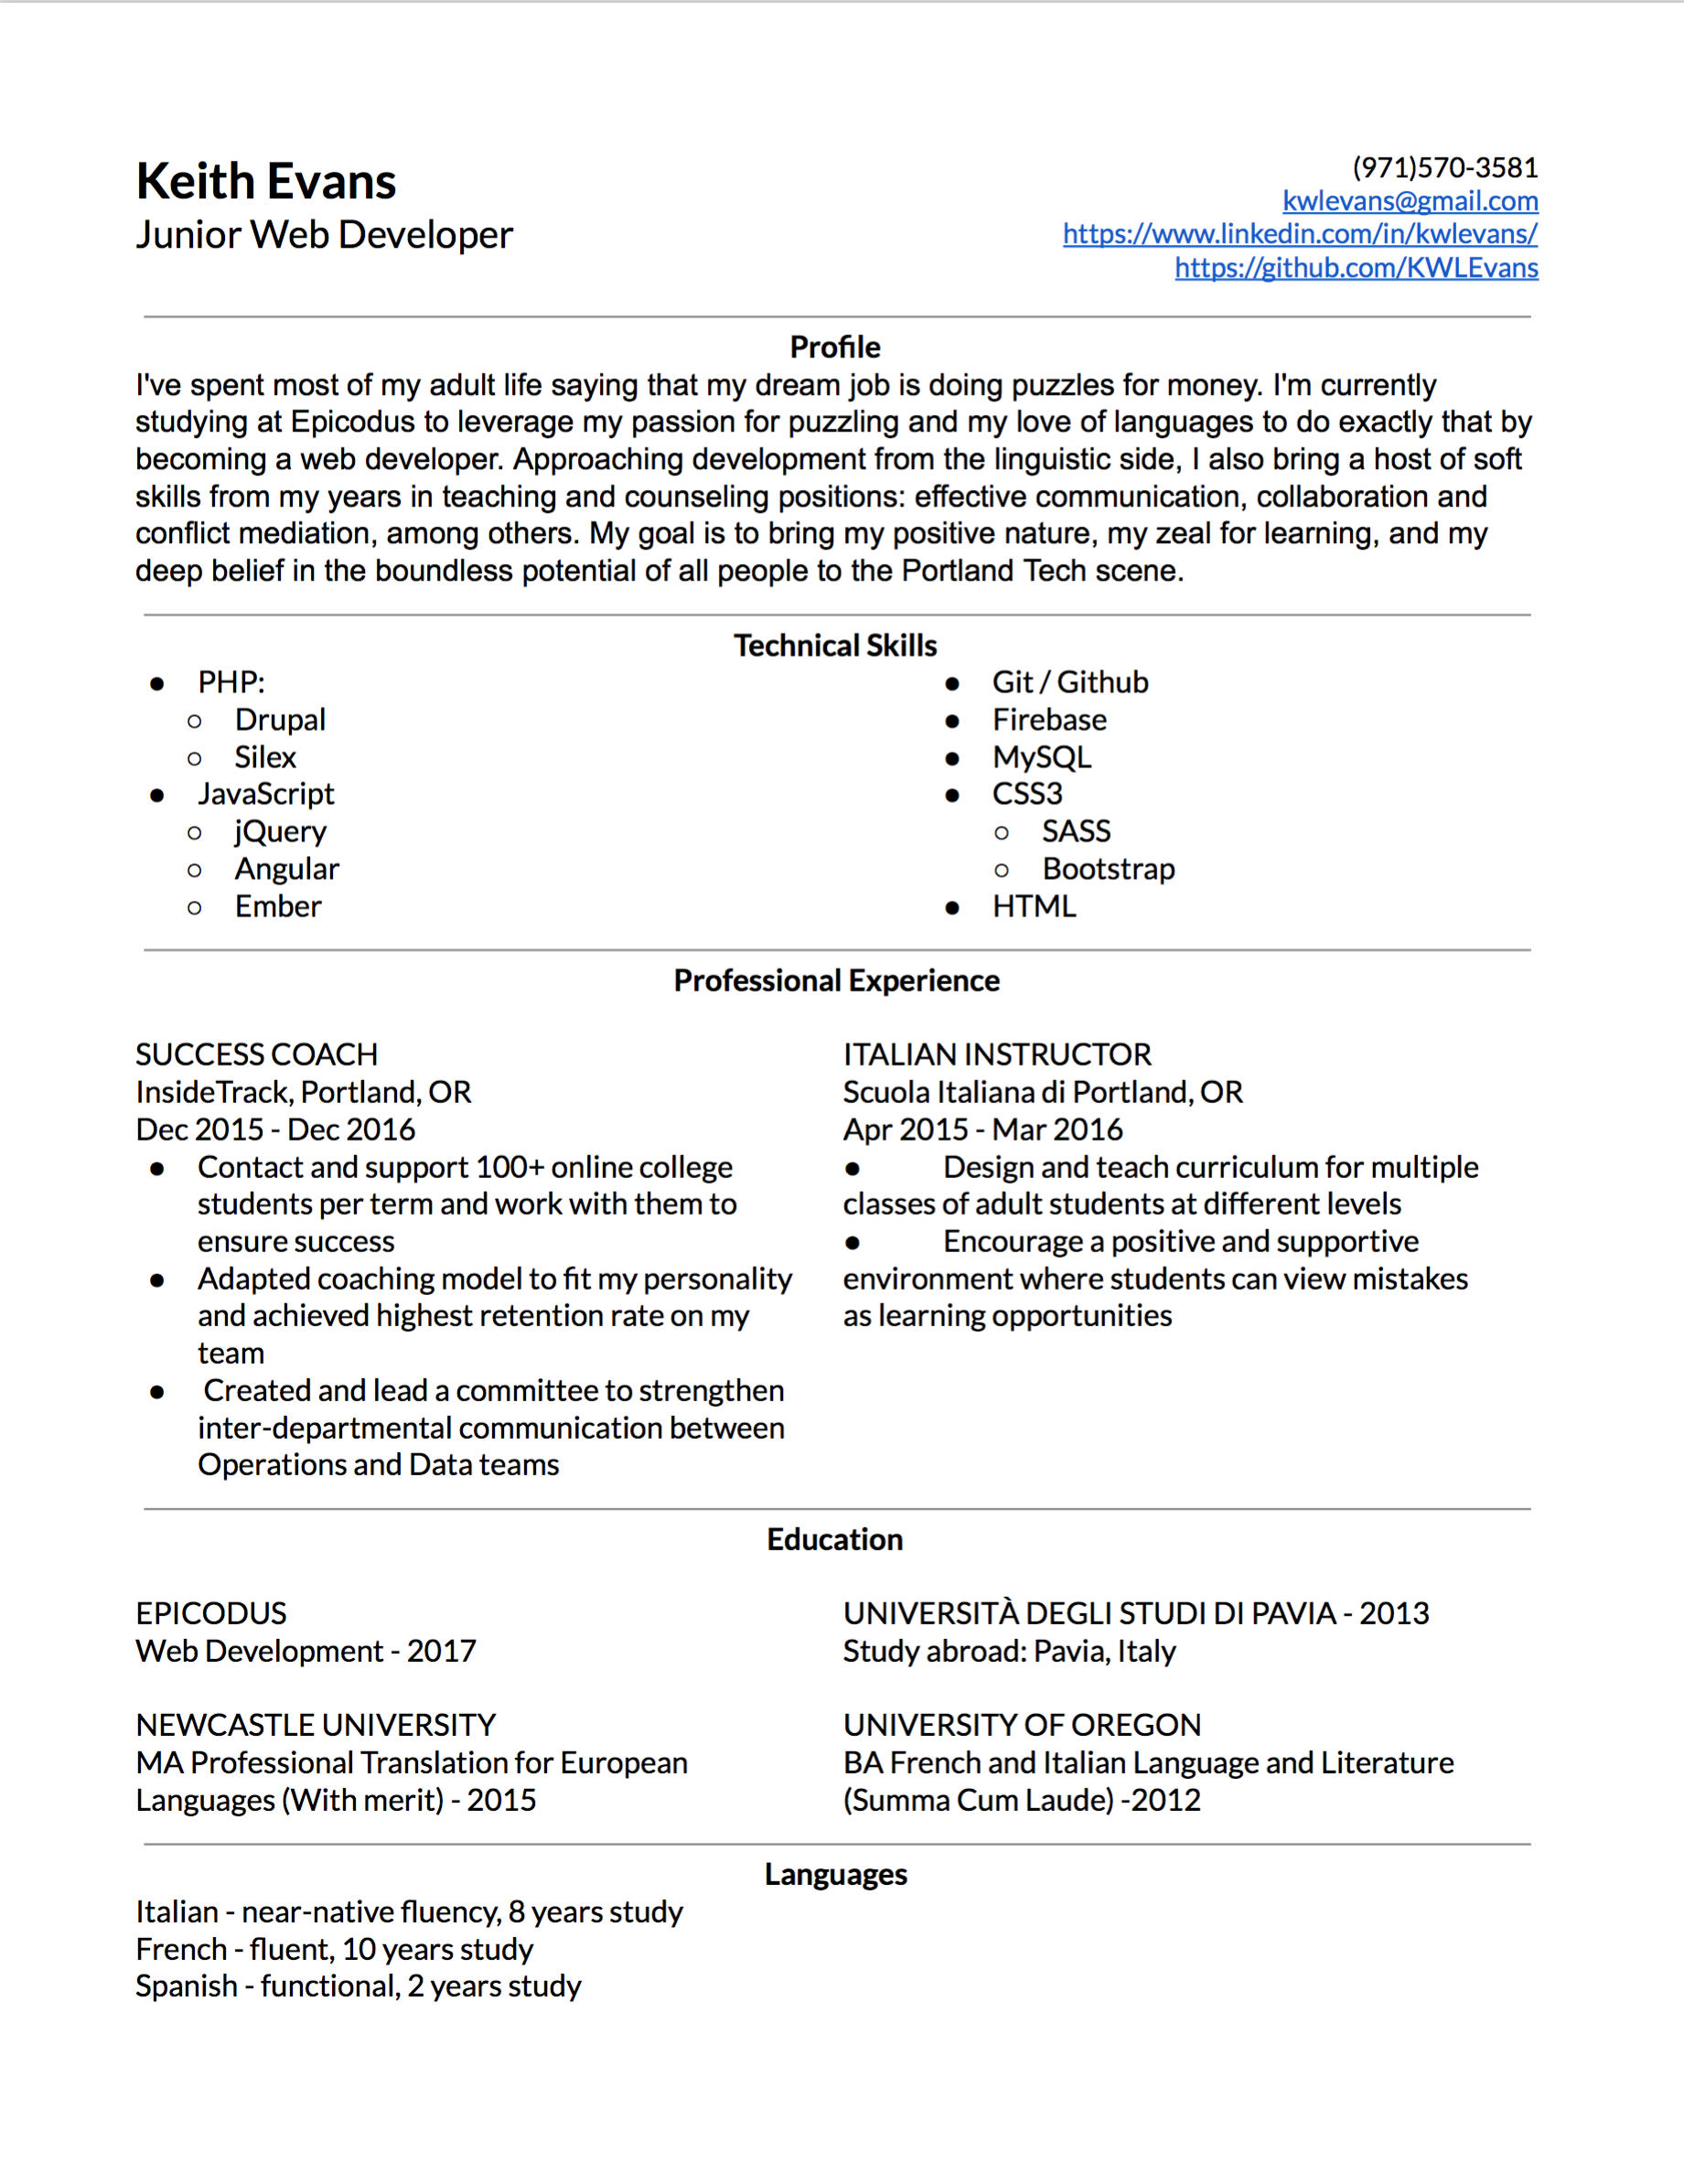 Keith Evans
Junior Web Developer
(971)570-3581
kwlevans@gmail.com
https://www.linkedin.com/in/kwlevans/
https://github.com/KWLEvans
Profile
I've spent most of my adult life saying that my dream job is doing puzzles for money. I'm currently
studying at Epicodus to leverage my passion for puzzling and my love of languages to do exactly that by
becoming a web developer. Approaching development from the linguistic side, I also bring a host of soft
skills from my years in teaching and counseling positions: effective communication, collaboration and
conflict mediation, among others. My goal is to bring my positive nature, my zeal for learning, and my
deep belief in the boundless potential of all people to the Portland Tech scene.
Technical Skills
● PHP:
○ Drupal
○ Silex
● JavaScript
○ jQuery
○ Angular
○ Ember
● Git / Github
● Firebase
● MySQL
● CSS3
○ SASS
○ Bootstrap
● HTML
Professional Experience
SUCCESS COACH
InsideTrack, Portland, OR
Dec 2015 - Dec 2016
● Contact and support 100+ online college
students per term and work with them to
ensure success
● Adapted coaching model to fit my personality
and achieved highest retention rate on my
team
● Created and lead a committee to strengthen
inter-departmental communication between
Operations and Data teams
ITALIAN INSTRUCTOR
Scuola Italiana di Portland, OR
Apr 2015 - Mar 2016
● Design and teach curriculum for multiple
classes of adult students at different levels
● Encourage a positive and supportive
environment where students can view mistakes
as learning opportunities
Education
EPICODUS
Web Development - 2017
NEWCASTLE UNIVERSITY
MA Professional Translation for European
Languages (With merit) - 2015
UNIVERSITÀ DEGLI STUDI DI PAVIA - 2013
Study abroad: Pavia, Italy
UNIVERSITY OF OREGON
BA French and Italian Language and Literature
(Summa Cum Laude) -2012
Languages
Italian - near-native fluency, 8 years study
French - fluent, 10 years study
Spanish - functional, 2 years study